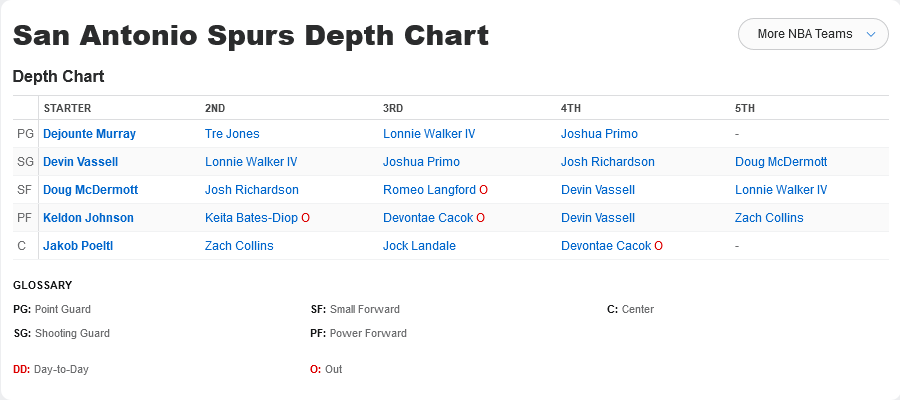 San Antonio Spurs Depth Chart
More NBA Teams
Depth Chart
STARTER 2ND 3RD 4TH 5TH
PG Dejounte Murray Tre Jones Lonnie Walker IV Joshua Primo -
SG Devin Vassell Lonnie Walker IV Joshua Primo Josh Richardson Doug McDermott
SF Doug McDermott Josh Richardson Romeo Langford O Devin Vassell Lonnie Walker IV
PF Keldon Johnson Keita Bates-Diop O Devontae Cacok O Devin Vassell Zach Collins
C Jakob Poeltl Zach Collins Jock Landale Devontae Cacok O -
GLOSSARY
PG: Point Guard SF: Small Forward C: Center
SG: Shooting Guard PF: Power Forward
DD: Day-to-Day O: Out